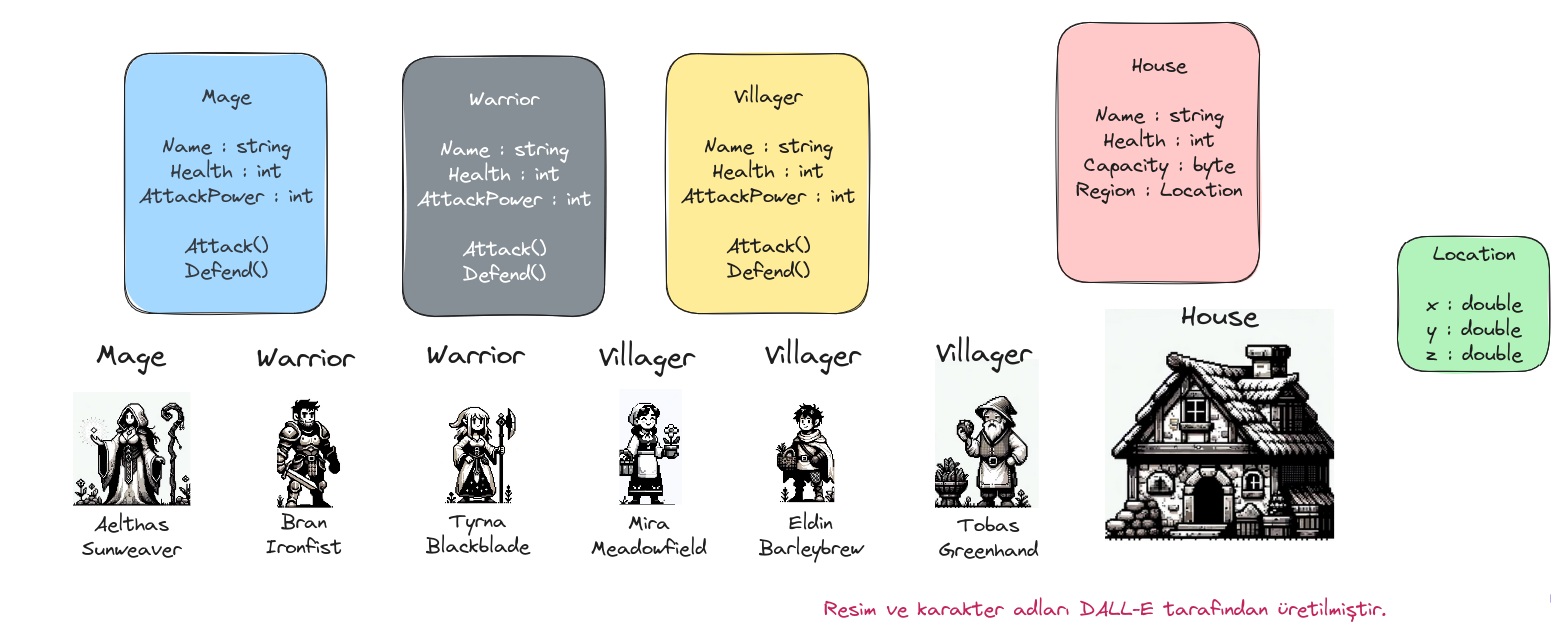 Mage
Name : string
Health : int
AttackPower : int
Attack()
Defend()
Warrior
Name : string
Health : int
AttackPower : int
Attack()
Defend()
Villager
Name : string
Health : int
AttackPower : int
Attack()
Defend()
House
Name : string
Health : int
Capacity : byte
Region : Location
Location
x : double
y : double
z : double
Mage
Aelthas
Sunweaver
Warrior
Bran
Ironfist
Warrior
Tyrna
Blackblade
Villager
Mira
Meadowfield
Villager
Eldin
Barleybrew
Villager
Tobas
Greenhand
House
Resim ve karakter adları DALL-E tarafından üretilmiştir.